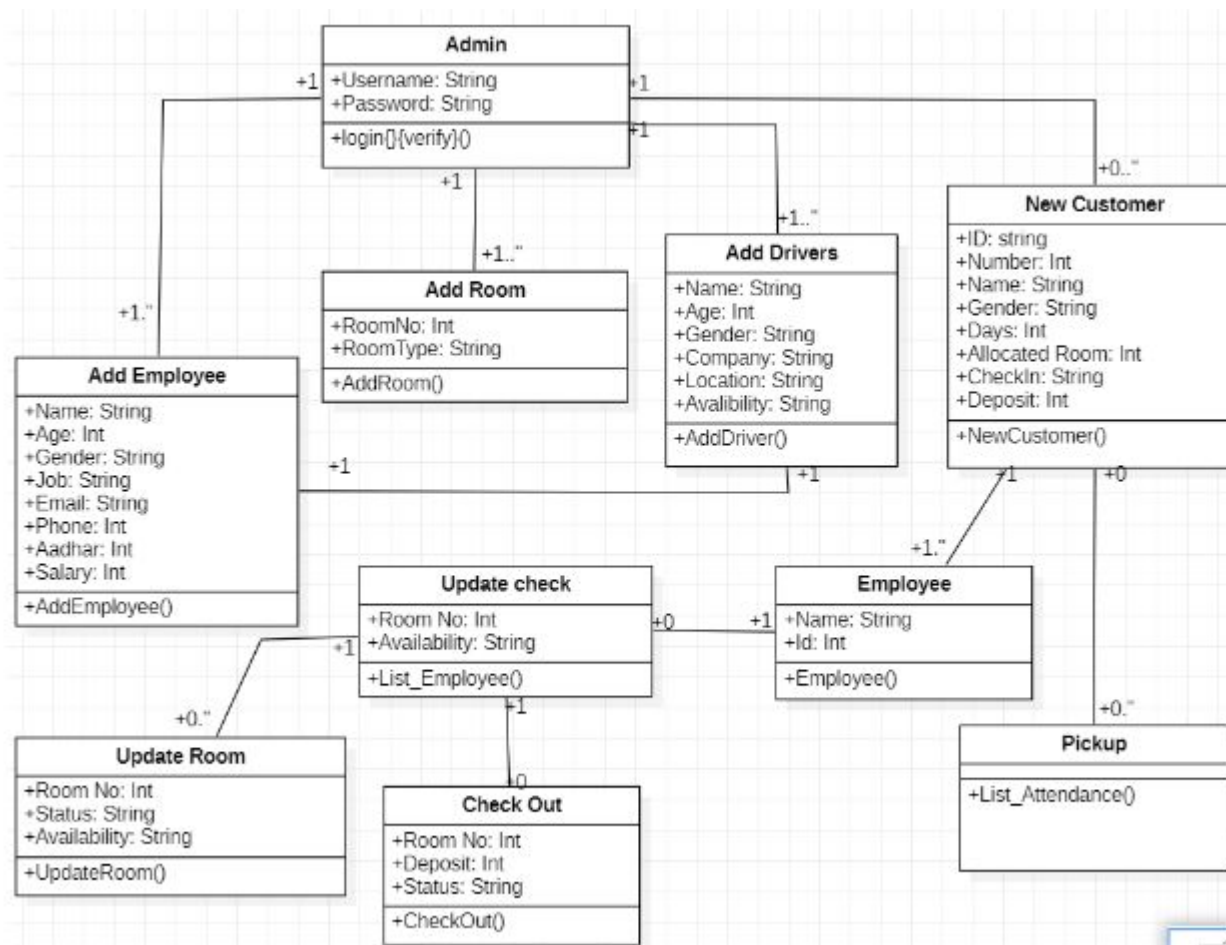 Admin
+Username: String
+Password: String
+login[]{verify}()
+1
+1
+1
+1
+1."
+1.."
+1.."
+0.."
New Customer
+ID: string
+Number: Int
+Name: String
+Gender: String
+Days: Int
+Allocated Room: Int
+CheckIn: String
+Deposit: Int
+NewCustomer()
Add Drivers
+Name: String
+Age: Int
+Gender: String
+Company: String
+Location: String
+Avalibility: String
+AddDriver()
Add Room
+RoomNo: Int
+RoomType: String
+AddRoom()
Add Employee
+Name: String
+Age: Int
+Gender: String
+Job: String
+Email: String
+Phone: Int
+Aadhar: Int
+Salary: Int
+AddEmployee()
+1
+1
+1
+0
+1."
Update check
+Room No: Int
+Availability: String
+List_Employee()
+0
+1
Employee
+Name: String
+Id: Int
+Employee()
+1
+0."
+1
+0
+0."
Update Room
+Room No: Int
+Status: String
+Availability: String
+UpdateRoom()
Check Out
+Room No: Int
+Deposit: Int
+Status: String
+CheckOut()
Pickup
+List_Attendance()